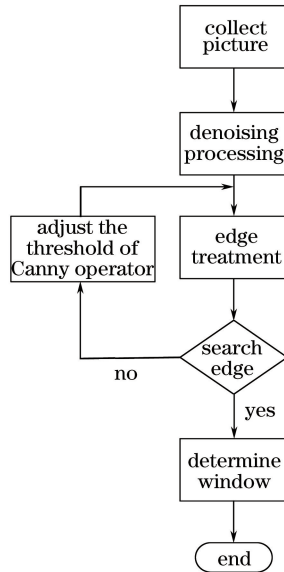 collect
picture
denoising
processing
adjust the
threshold of
Canny operator
edge
treatment
search
edge
no
yes
determine
window
end